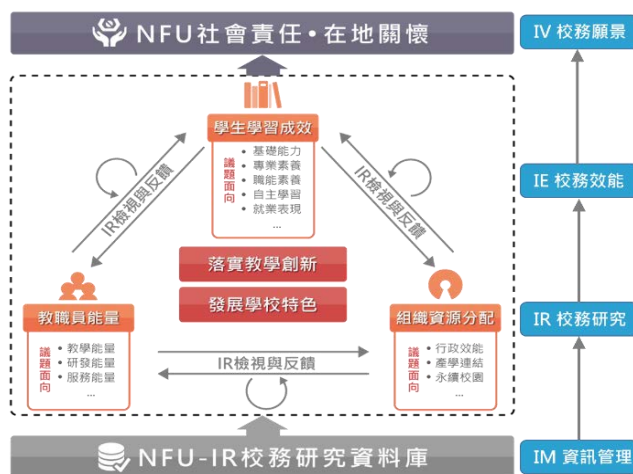 NFU社會責任•在地關懷
IV 校務願景
學生學習成效
議題面向
• 基礎能力
• 專業素養
• 職能素養
• 自主學習
• 就業表現
...
IR檢視與反饋
IR檢視與反饋
IE 校務效能
落實教學創新
發展學校特色
教職員能量
議題面向
• 教學能量
• 研發能量
• 服務能量
...
IR檢視與反饋
組織資源分配
議題面向
• 行政效能
• 產學連結
• 永續校園
...
IR 校務研究
NFU-IR校務研究資料庫
IM 資訊管理